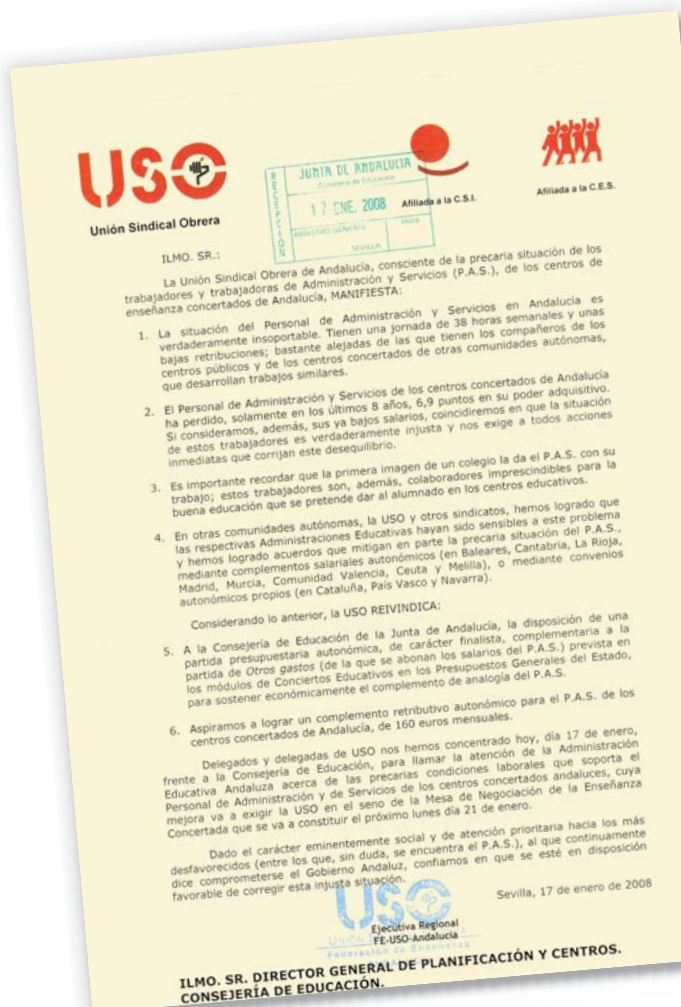 USO
Unión Sindical Obrera
RECEPCIÓN
JUNTA DE ANDALUCIA
Consejería de Educación
17 ENE. 2008
REGISTRO GENERAL
HORA
SEVILLA
Afiliada a la C.S.I.
Afiliada a la C.E.S.
ILMO. SR.:
La Unión Sindical Obrera de Andalucía, consciente de la precaria situación de los
trabajadores y trabajadoras de Administración y Servicios (P.A.S.), de los centros de
enseñanza concertados de Andalucía, MANIFIESTA:
1. La situación del Personal de Administración y Servicios en Andalucía es
verdaderamente insoportable. Tienen una jornada de 38 horas semanales y unas
bajas retribuciones; bastante alejadas de las que tienen los compañeros de los
centros públicos y de los centros concertados de otras comunidades autónomas,
que desarrollan trabajos similares.
2. El Personal de Administración y Servicios de los centros concertados de Andalucía
ha perdido, solamente en los últimos 8 años, 6,9 puntos en su poder adquisitivo.
Si consideramos, además, sus ya bajos salarios, coincidiremos en que la situación
de estos trabajadores es verdaderamente injusta y nos exige a todos acciones
inmediatas que corrijan este desequilibrio.
3. Es importante recordar que la primera imagen de un colegio la da el P.A.S. con su
trabajo; estos trabajadores son, además, colaboradores imprescindibles para la
buena educación que se pretende dar al alumnado en los centros educativos.
4. En otras comunidades autónomas, la USO y otros sindicatos, hemos logrado que
las respectivas Administraciones Educativas hayan sido sensibles a este problema
y hemos logrado acuerdos que mitigan en parte la precaria situación del P.A.S.,
mediante complementos salariales autonómicos (en Baleares, Cantabria, La Rioja,
Madrid, Murcia, Comunidad Valencia, Ceuta y Melilla), o mediante convenios
autonómicos propios (en Cataluña, País Vasco y Navarra).
Considerando lo anterior, la USO REIVINDICA:
5. A la Consejería de Educación de la Junta de Andalucía, la disposición de una
partida presupuestaria autonómica, de carácter finalista, complementaria a la
partida de Otros gastos (de la que se abonan los salarios del P.A.S.) prevista en
los módulos de Conciertos Educativos en los Presupuestos Generales del Estado,
para sostener económicamente el complemento de analogía del P.A.S.
6. Aspiramos a lograr un complemento retributivo autonómico para el P.A.S. de los
centros concertados de Andalucía, de 160 euros mensuales.
Delegados y delegadas de USO nos hemos concentrado hoy, día 17 de enero,
frente a la Consejería de Educación, para llamar la atención de la Administración
Educativa Andaluza acerca de las precarias condiciones laborales que soporta el
Personal de Administración y de Servicios de los centros concertados andaluces, cuya
mejora va a exigir la USO en el seno de la Mesa de Negociación de la Enseñanza
Concertada que se va a constituir el próximo lunes día 21 de enero.
Dado el carácter eminentemente social y de atención prioritaria hacia los más
desfavorecidos (entre los que, sin duda, se encuentra el P.A.S.), al que continuamente
dice comprometerse el Gobierno Andaluz, confiamos en que se esté en disposición
favorable de corregir esta injusta situación.
Sevilla, 17 de enero de 2008
USO
Ejecutiva Regional
FE-USO-Andalucía
Federación de Enseñanza
ILMO. SR. DIRECTOR GENERAL DE PLANIFICACIÓN Y CENTROS.
CONSEJERÍA DE EDUCACIÓN.